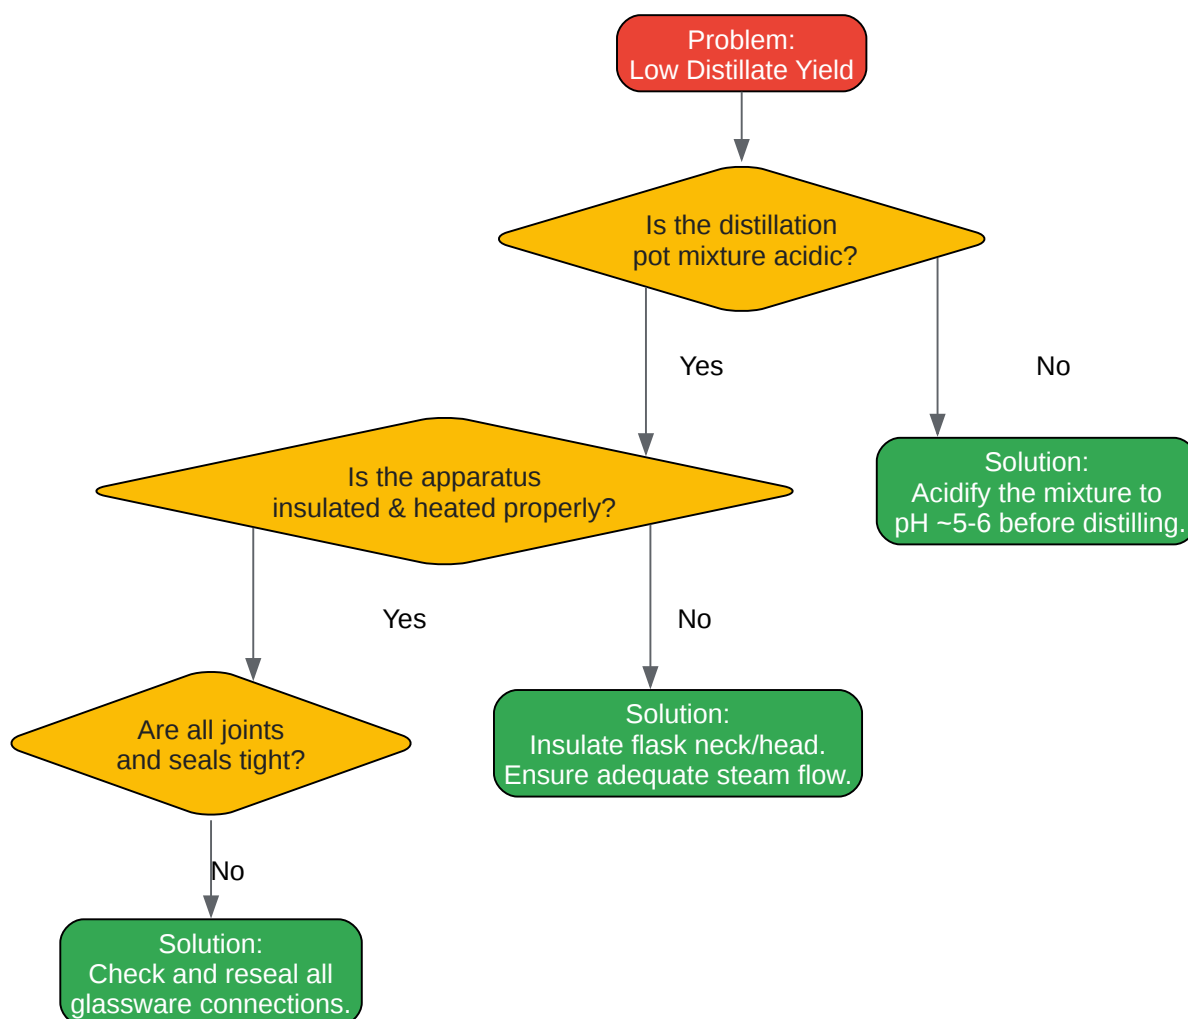 Problem:
Low Distillate Yield
Is the distillation
pot mixture acidic?
Yes
No
Is the apparatus
insulated & heated properly?
Solution:
Acidify the mixture to
pH ~5-6 before distilling.
Yes
No
Are all joints
and seals tight?
Solution:
Insulate flask neck/head.
Ensure adequate steam flow.
No
Solution:
Check and reseal all
glassware connections.